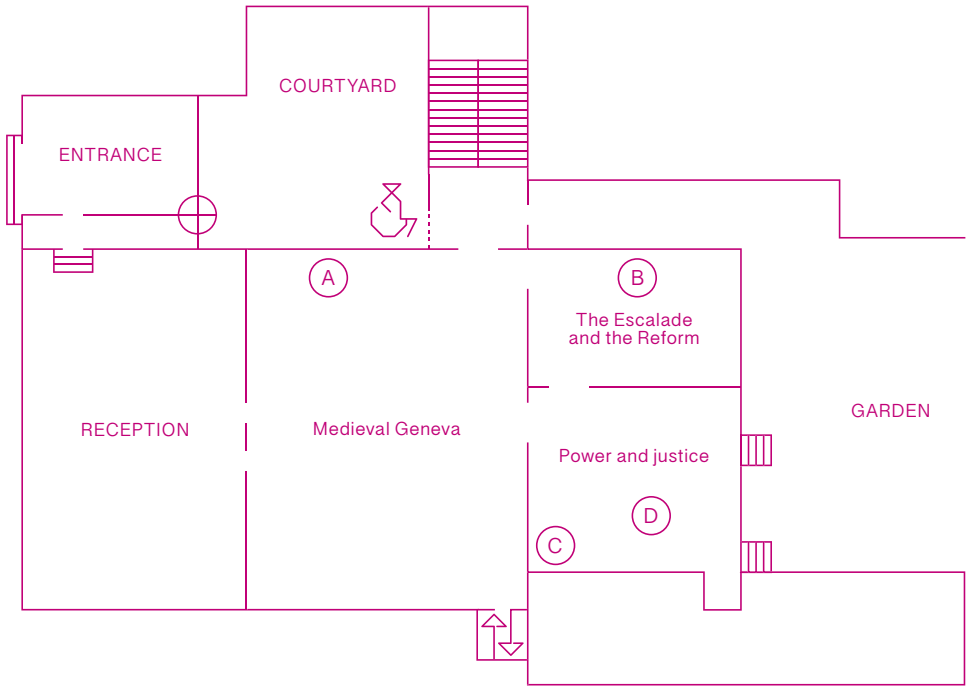 COURTYARD
ENTRANCE
A
B
The Escalade
and the Reform
GARDEN
RECEPTION
Medieval Geneva
Power and justice
D
C